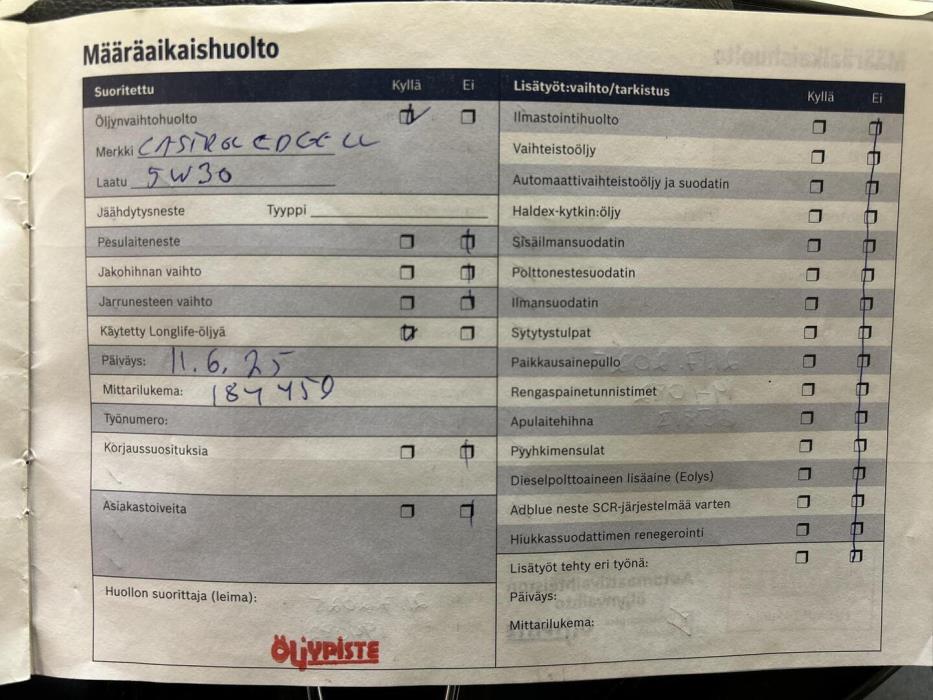 Määräaikaishuolto
Suoritettu Kyllä Ei
Öljynvaihtohuolto
Merkki CASTROL EDGE LL
Laatu 5W30
Jäähdytysneste Tyyppi
Pesulaiteneste
Jakohihnan vaihto
Jarrunesteen vaihto
Käytetty Longlife-öljyä
Päiväys: 11.6.25
Mittarilukema: 184 450
Työnumero:
Korjaussuosituksia
Asiakastoiveita
Huollon suorittaja (leima):
ÖLJYPISTE
Lisätyöt:vaihto/tarkistus Kyllä Ei
Ilmastointihuolto
Vaihteistoöljy
Automaattivaihteistoöljy ja suodatin
Haldex-kytkin:öljy
Sisäilmansuodatin
Polttonestesuodatin
Ilmansuodatin
Sytytystulpat
Paikkausainepullo
Rengaspainetunnistimet
Apulaitehihna
Pyyhkimensulat
Dieselpolttoaineen lisäaine (Eolys)
Adblue neste SCR-järjestelmää varten
Hiukkassuodattimen renegerointi
Lisätyöt tehty eri työnä:
Päiväys:
Mittarilukema: